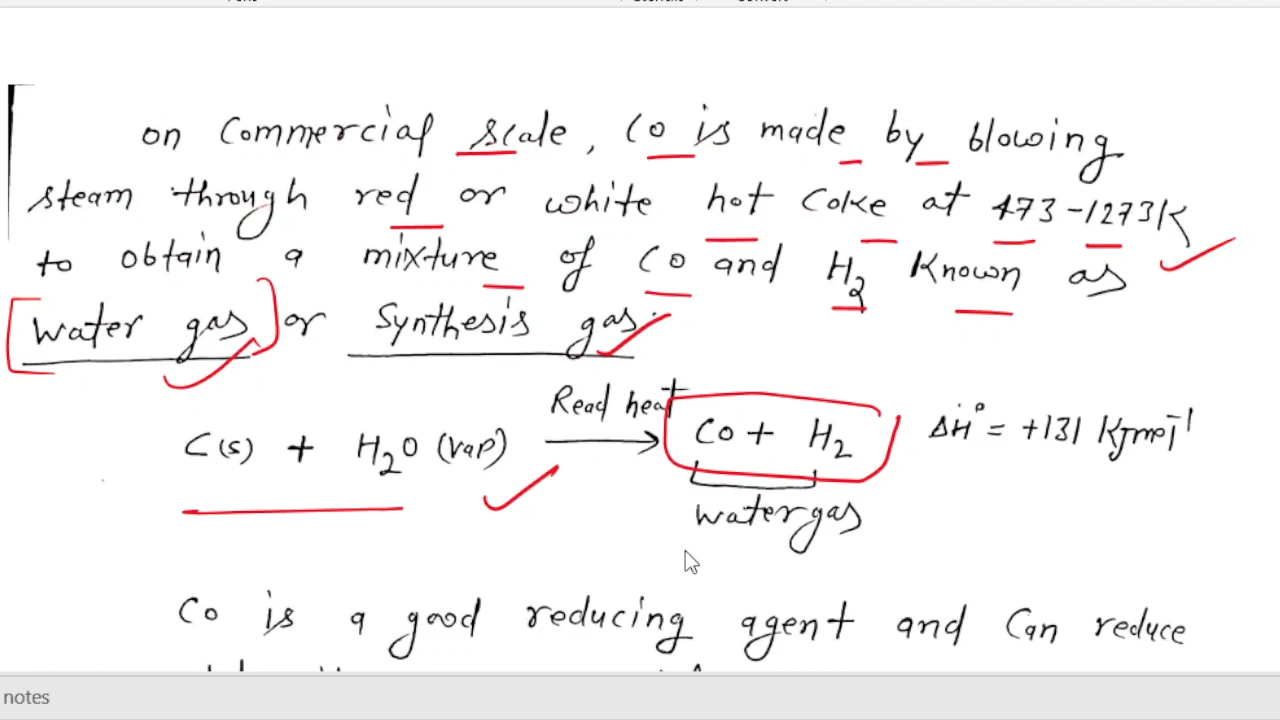 on Commercial scale, Co is made by blowing
steam through red or white hot Coke at 473-1273K
to obtain a mixture of Co and H2 known as
water gas or Synthesis gas.
Read heat
C(s) + H2O (vap) → Co + H2 ΔH° = +131 KJmol-1
water gas
Co is a good reducing agent and Can reduce
notes